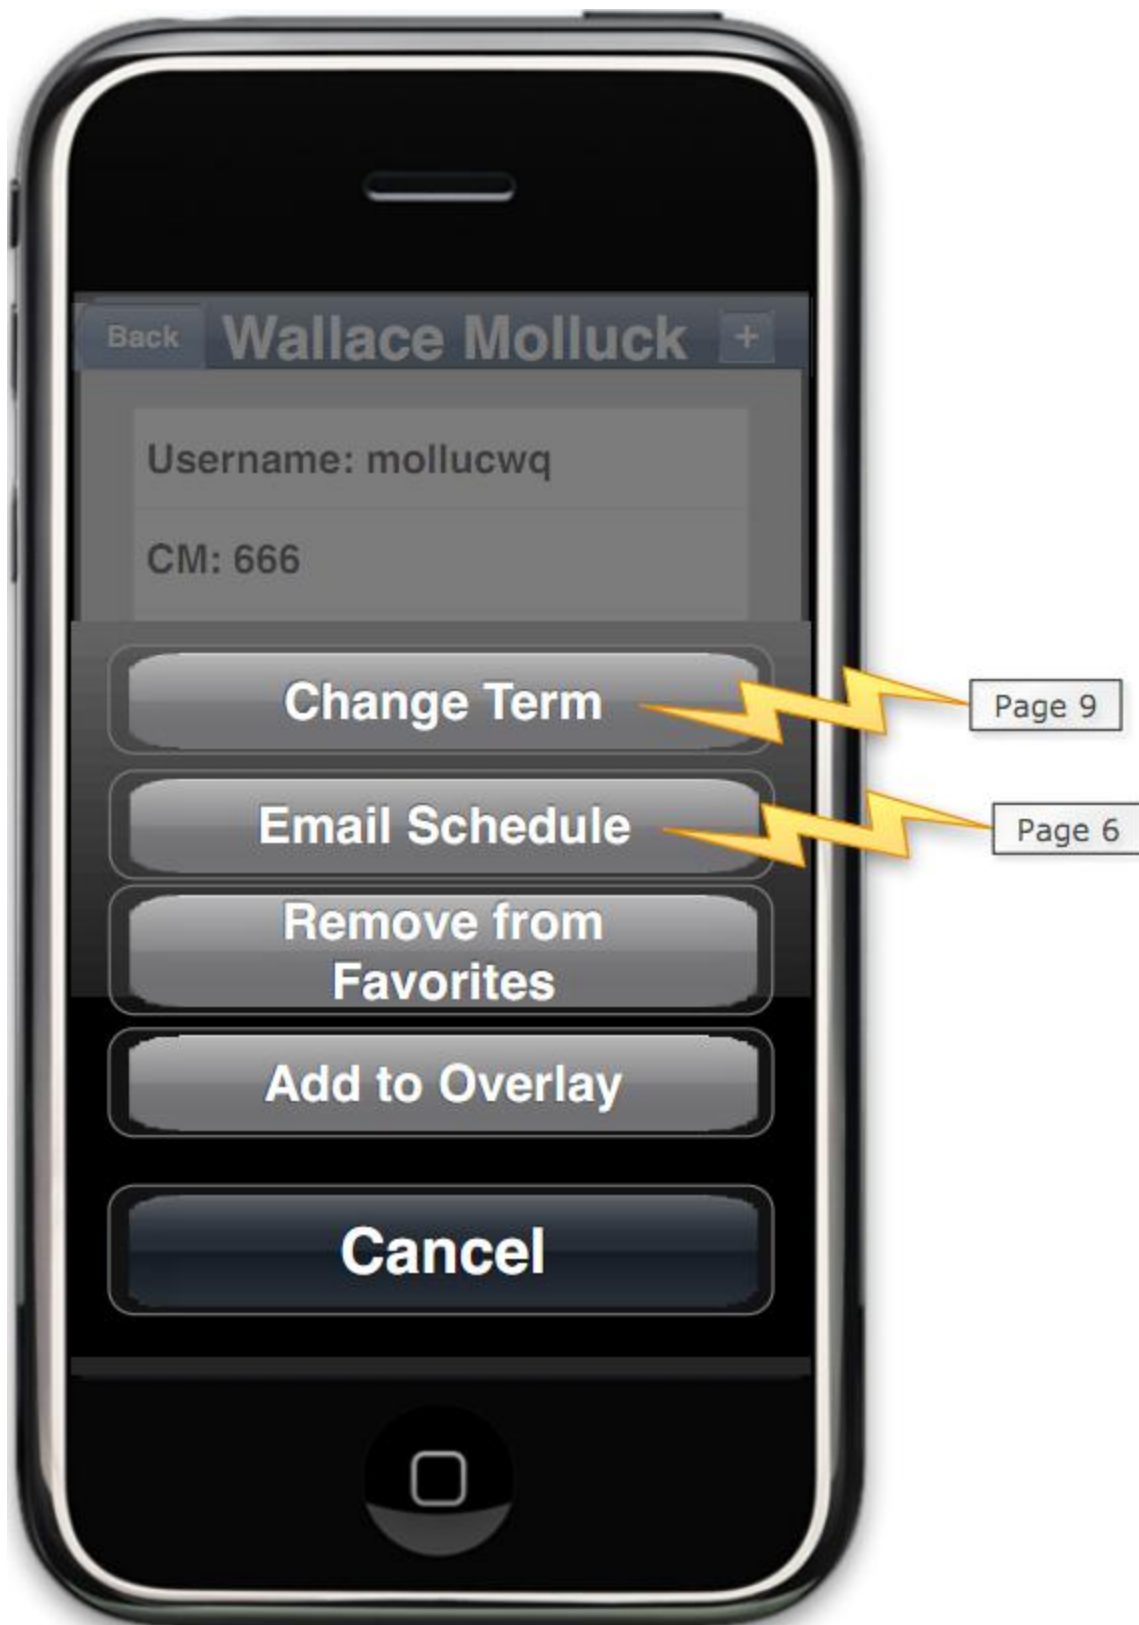 Back Wallace Molluck +
Username: mollucwq
CM: 666
Change Term
Page 9
Email Schedule
Page 6
Remove from
Favorites
Add to Overlay
Cancel